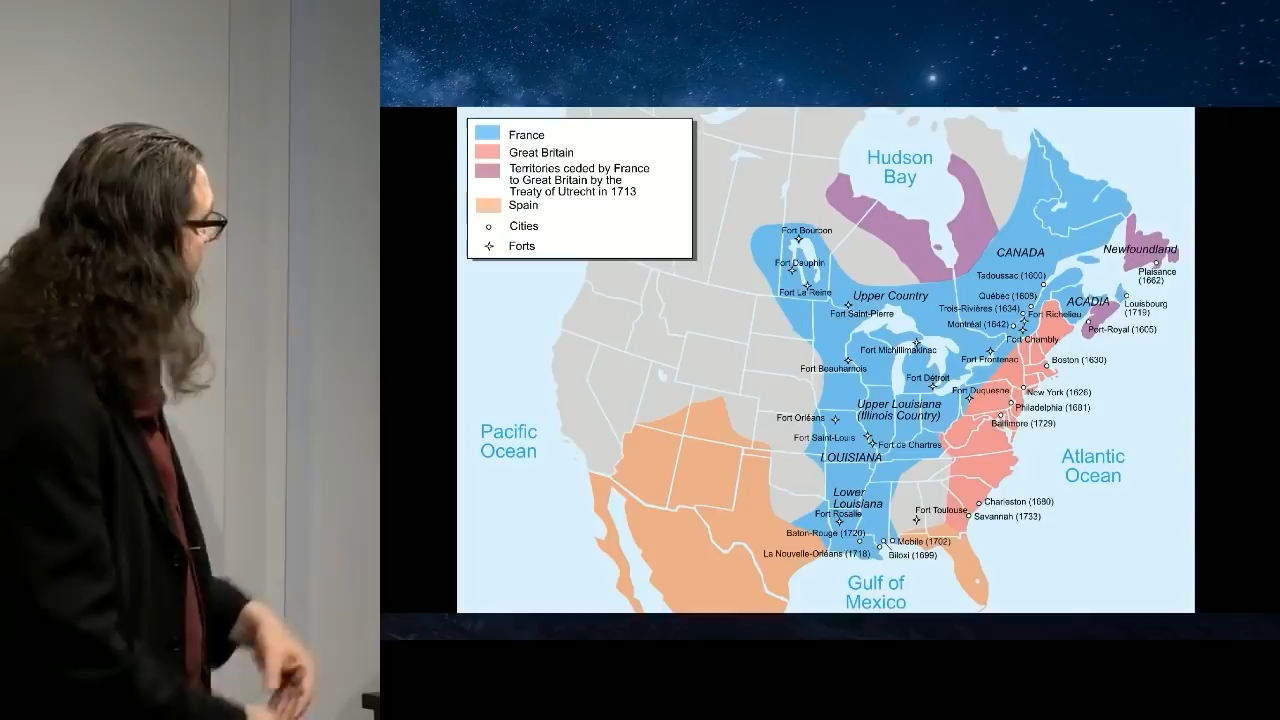 France
Great Britain
Territories ceded by France
to Great Britain by the
Treaty of Utrecht in 1713
Spain
Cities
Forts
Hudson
Bay
Fort Bourbon
Fort Dauphin
Fort La Reine
Upper Country
Fort Saint-Pierre
CANADA
Newfoundland
Plaisance
(1662)
Tadoussac (1600)
Québec (1608)
ACADIA
Louisbourg
(1719)
Trois-Rivières (1634)
Fort Richelieu
Montréal (1642)
Port-Royal (1605)
Fort Chambly
Fort Michilimakinac
Fort Frontenac
Boston (1630)
Fort Beauharnois
Fort Détroit
Fort Duquesne
New York (1626)
Upper Louisiana
(Illinois Country)
Philadelphia (1681)
Fort Orléans
Baltimore (1729)
Fort Saint-Louis
Fort de Chartres
Pacific
Ocean
LOUISIANA
Atlantic
Ocean
Lower
Louisiana
Charleston (1680)
Fort Rosalie
Fort Toulouse
Savannah (1733)
Baton-Rouge (1720)
Mobile (1702)
La Nouvelle-Orléans (1718)
Biloxi (1699)
Gulf of
Mexico